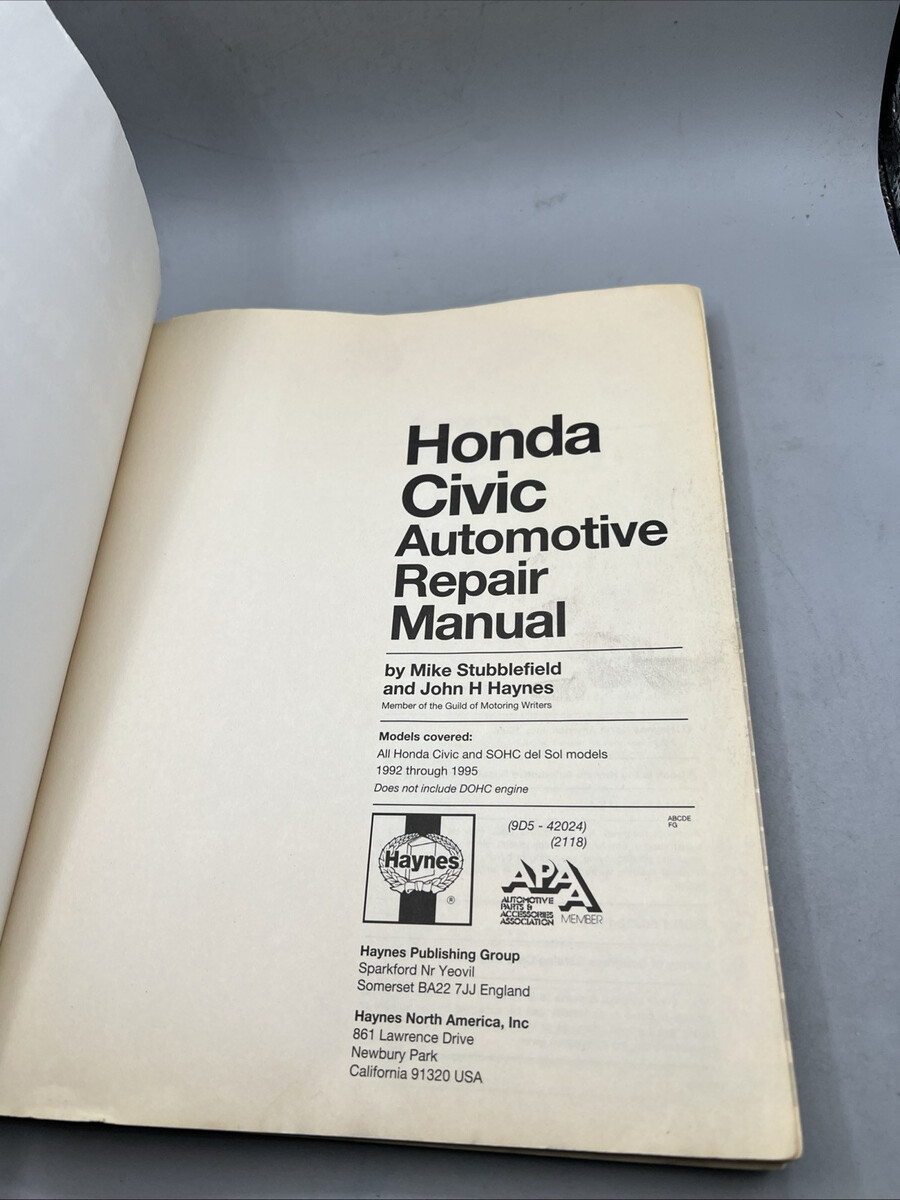 Honda
Civic
Automotive
Repair
Manual
by Mike Stubblefield
and John H Haynes
Member of the Guild of Motoring Writers
Models covered:
All Honda Civic and SOHC del Sol models
1992 through 1995
Does not include DOHC engine
Haynes
®
(9D5 - 42024)
(2118)
ABCDE
FG
APAA
AUTOMOTIVE
PARTS &
ACCESSORIES
ASSOCIATION
MEMBER
Haynes Publishing Group
Sparkford Nr Yeovil
Somerset BA22 7JJ England
Haynes North America, Inc
861 Lawrence Drive
Newbury Park
California 91320 USA